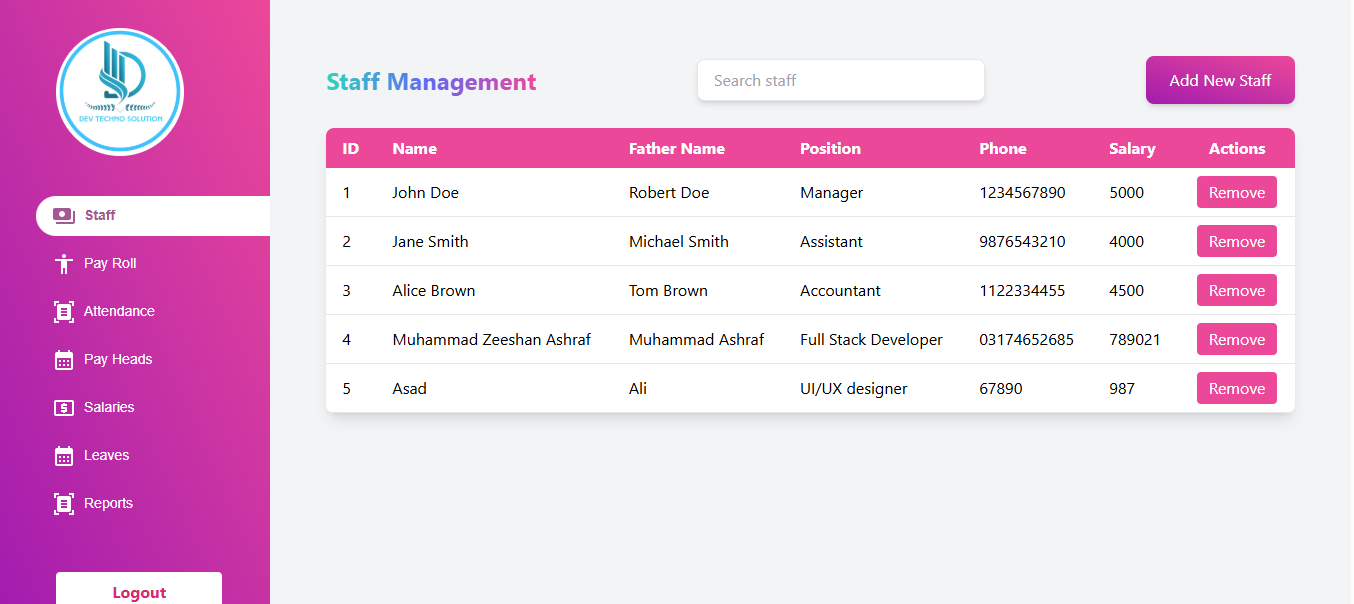 DEV TECHNO SOLUTION
Staff
Pay Roll
Attendance
Pay Heads
Salaries
Leaves
Reports
Logout
Staff Management Search staff Add New Staff
ID Name Father Name Position Phone Salary Actions
1 John Doe Robert Doe Manager 1234567890 5000 Remove
2 Jane Smith Michael Smith Assistant 9876543210 4000 Remove
3 Alice Brown Tom Brown Accountant 1122334455 4500 Remove
4 Muhammad Zeeshan Ashraf Muhammad Ashraf Full Stack Developer 03174652685 789021 Remove
5 Asad Ali UI/UX designer 67890 987 Remove